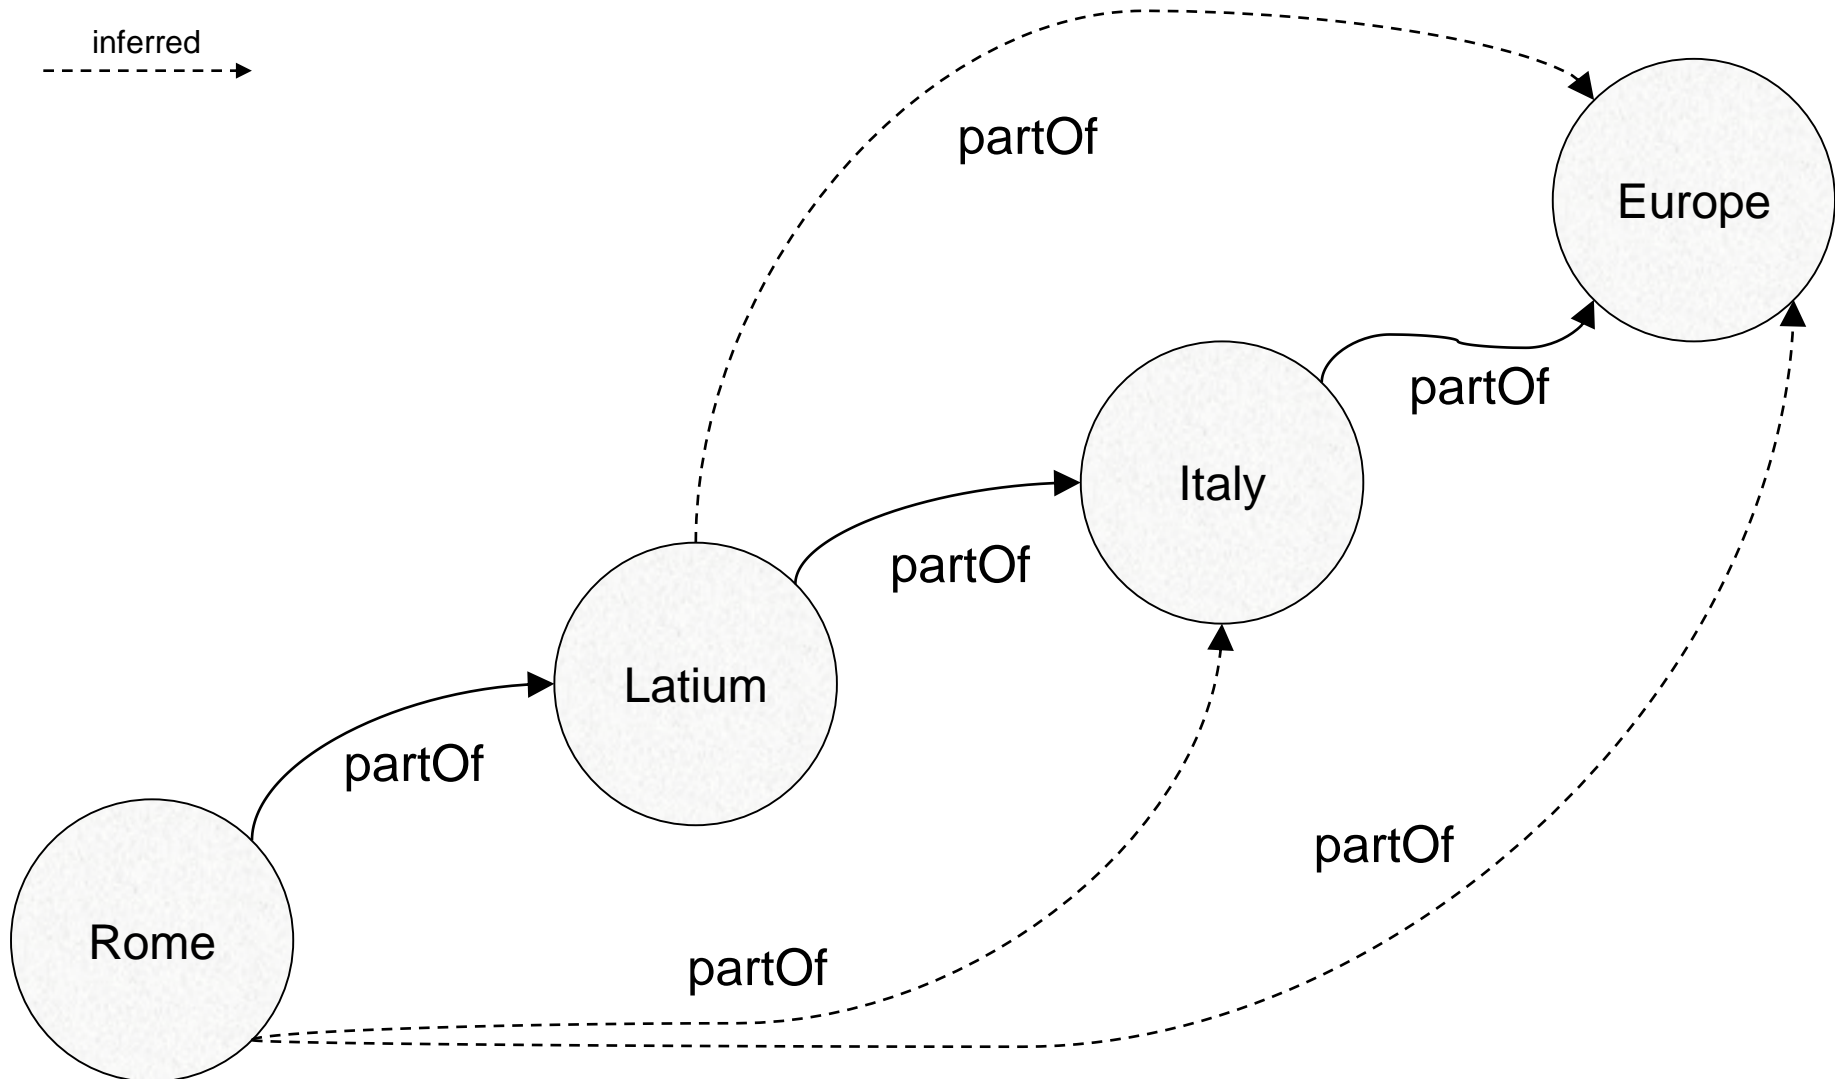 inferred
partOf
Europe
partOf
Italy
partOf
Latium
partOf
partOf
Rome
partOf